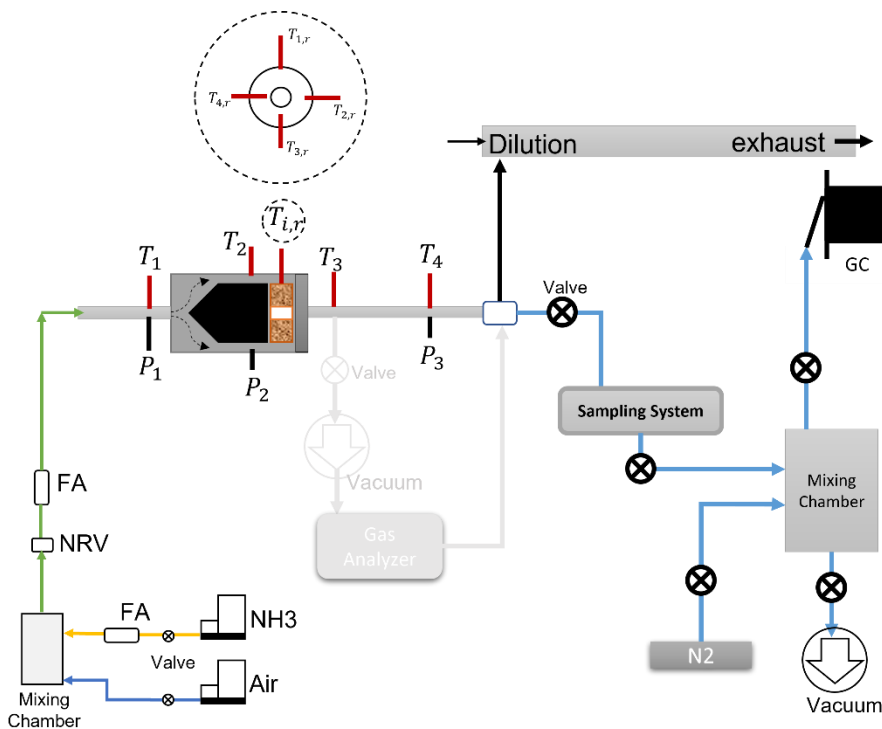 T1,r
T4,r
T2,r
T3,r
Dilution
exhaust
Ti,r
T1
T2
T3
T4
GC
Valve
P1
P2
P3
Valve
Sampling System
Vacuum
Mixing
Chamber
FA
Gas
Analyzer
NRV
FA
NH3
Valve
N2
Air
Mixing
Chamber
Vacuum